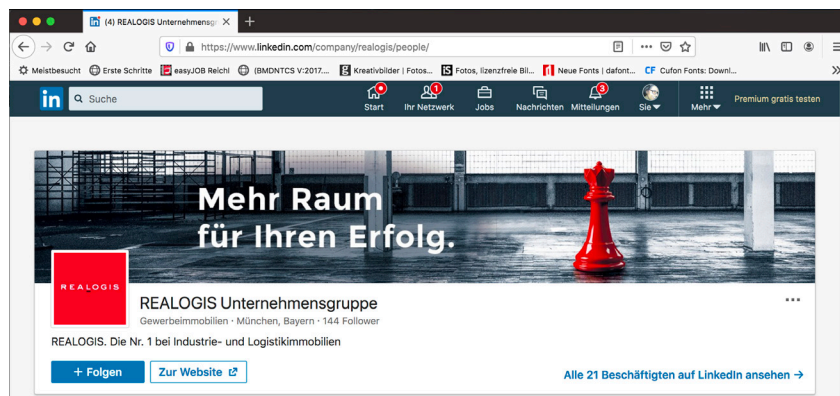 (4) REALOGIS Unternehmensgr
https://www.linkedin.com/company/realogis/people/
Meistbesucht Erste Schritte easyJOB Reichl (BMDNTCS V:2017.... Kreativbilder | Fotos... Fotos, lizenzfreie Bil... Neue Fonts | dafont... CF Cufon Fonts: Downl...
in Suche
Start Ihr Netzwerk Jobs Nachrichten Mitteilungen Sie Mehr Premium gratis testen
1 3
Mehr Raum
für Ihren Erfolg.
REALOGIS
REALOGIS Unternehmensgruppe
Gewerbeimmobilien · München, Bayern · 144 Follower
REALOGIS. Die Nr. 1 bei Industrie- und Logistikimmobilien
+ Folgen Zur Website Alle 21 Beschäftigten auf LinkedIn ansehen →